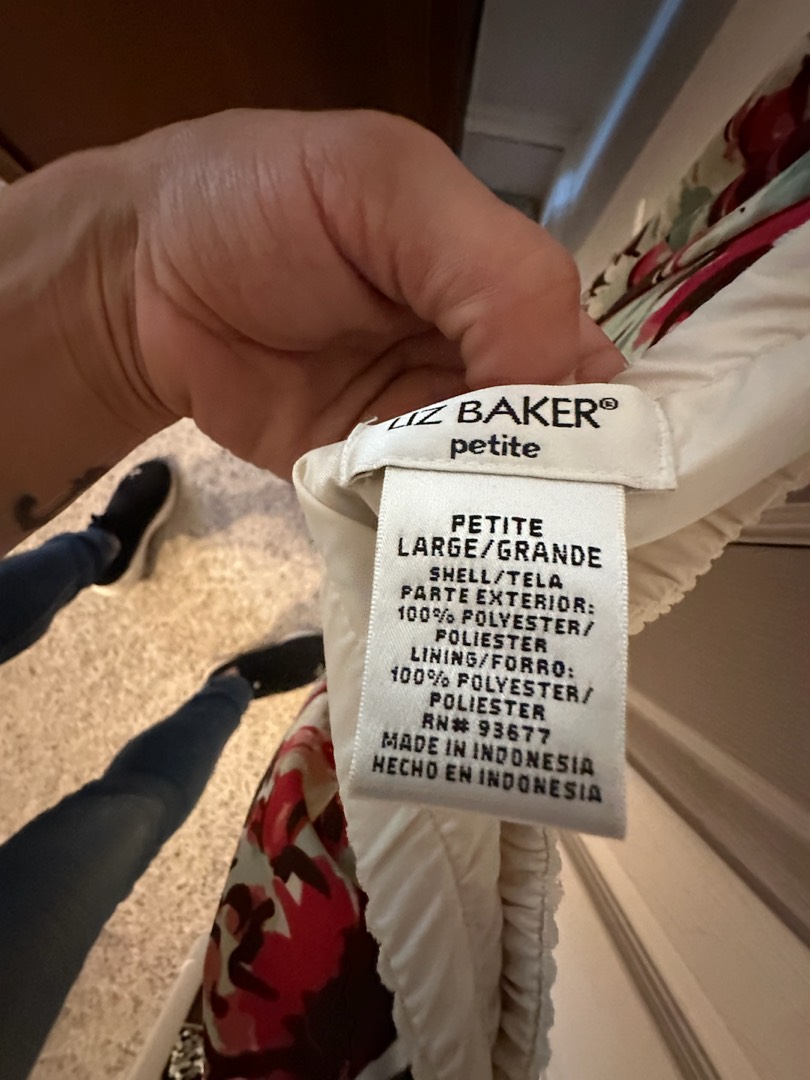 LIZ BAKER®
petite
PETITE
LARGE/GRANDE
SHELL/TELA
PARTE EXTERIOR:
100% POLYESTER/
POLIESTER
LINING/FORRO:
100% POLYESTER/
POLIESTER
RN# 93677
MADE IN INDONESIA
HECHO EN INDONESIA